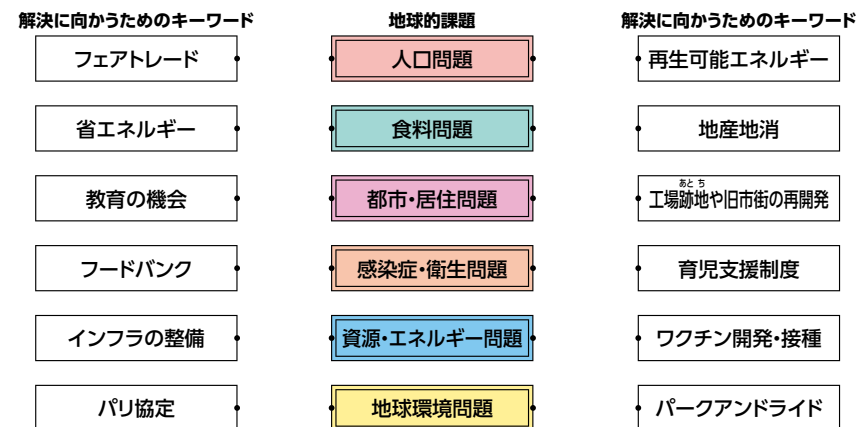 解決に向かうためのキーワード 地球的課題 解決に向かうためのキーワード
フェアトレード 人口問題 再生可能エネルギー
省エネルギー 食料問題 地産地消
教育の機会 都市・居住問題 工場跡地や旧市街の再開発
あとち
フードバンク 感染症・衛生問題 育児支援制度
インフラの整備 資源・エネルギー問題 ワクチン開発・接種
パリ協定 地球環境問題 パークアンドライド